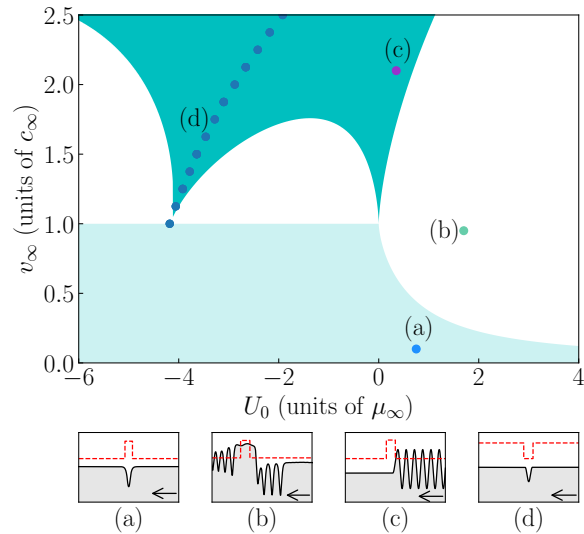 2.5
2.0
1.5
1.0
0.5
0.0
v∞ (units of c∞)
(c)
(d)
(b)
(a)
−6
−4
−2
0
2
4
U₀ (units of μ∞)
(a)
(b)
(c)
(d)